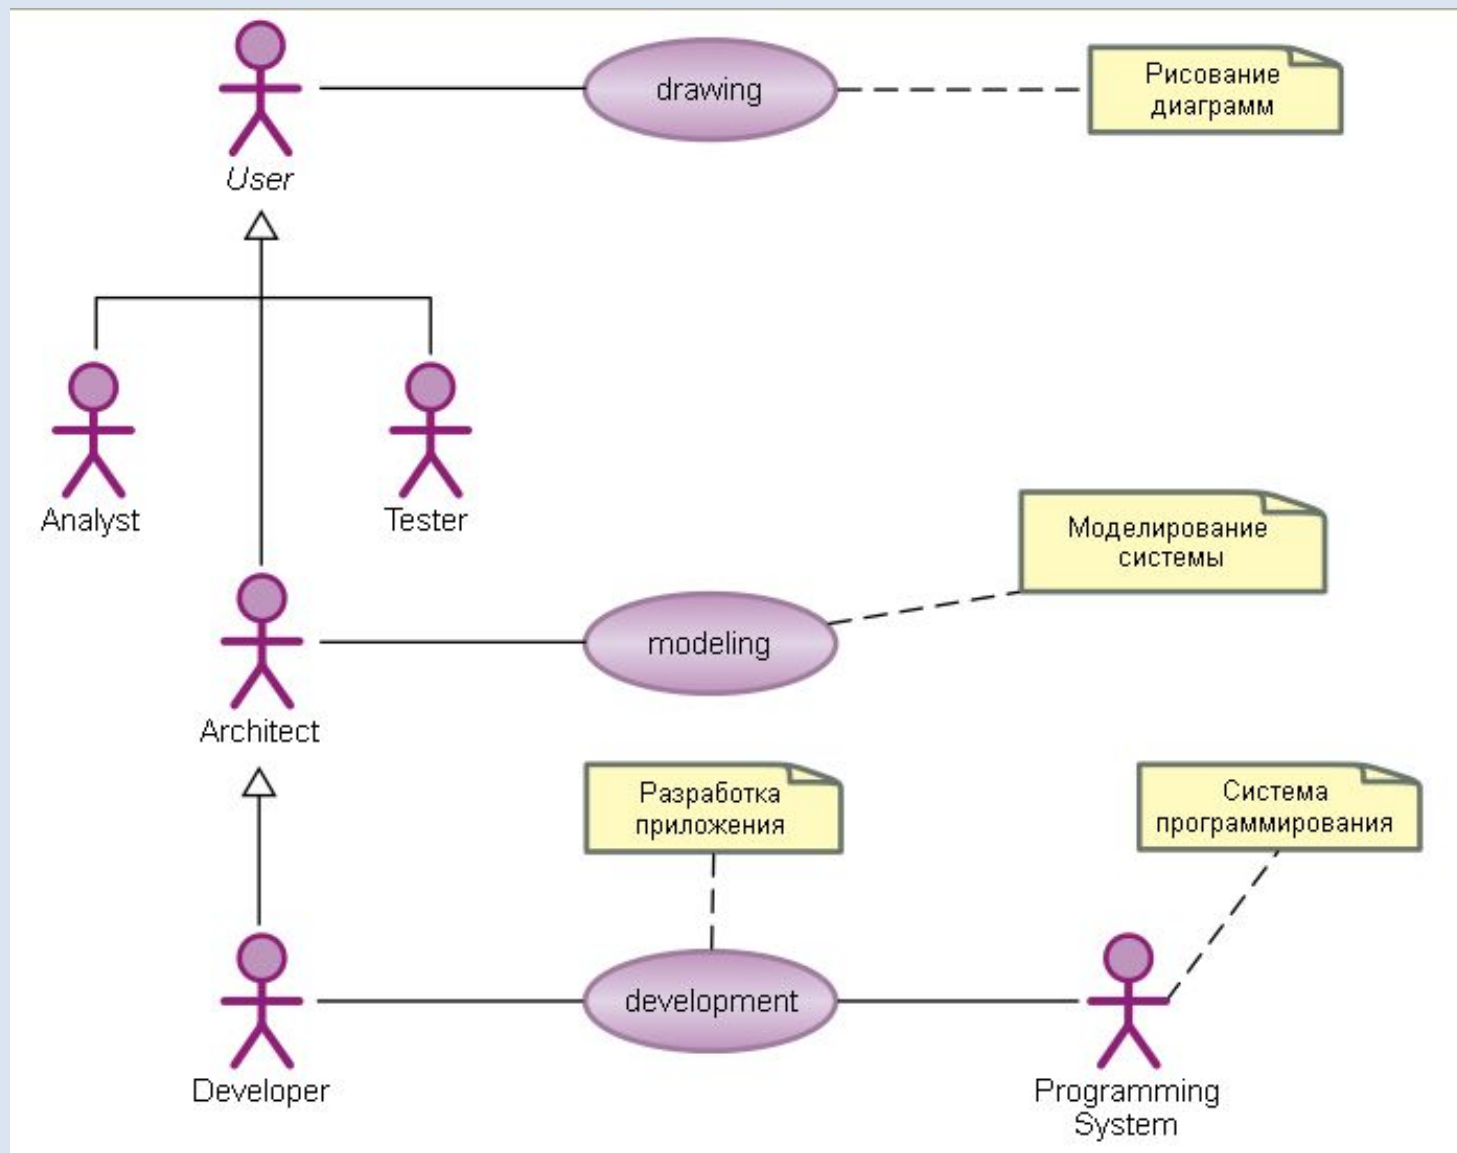 drawing
Рисование
диаграмм
User
Analyst
Tester
Моделирование
системы
modeling
Architect
Разработка
приложения
Система
программирования
development
Developer
Programming
System